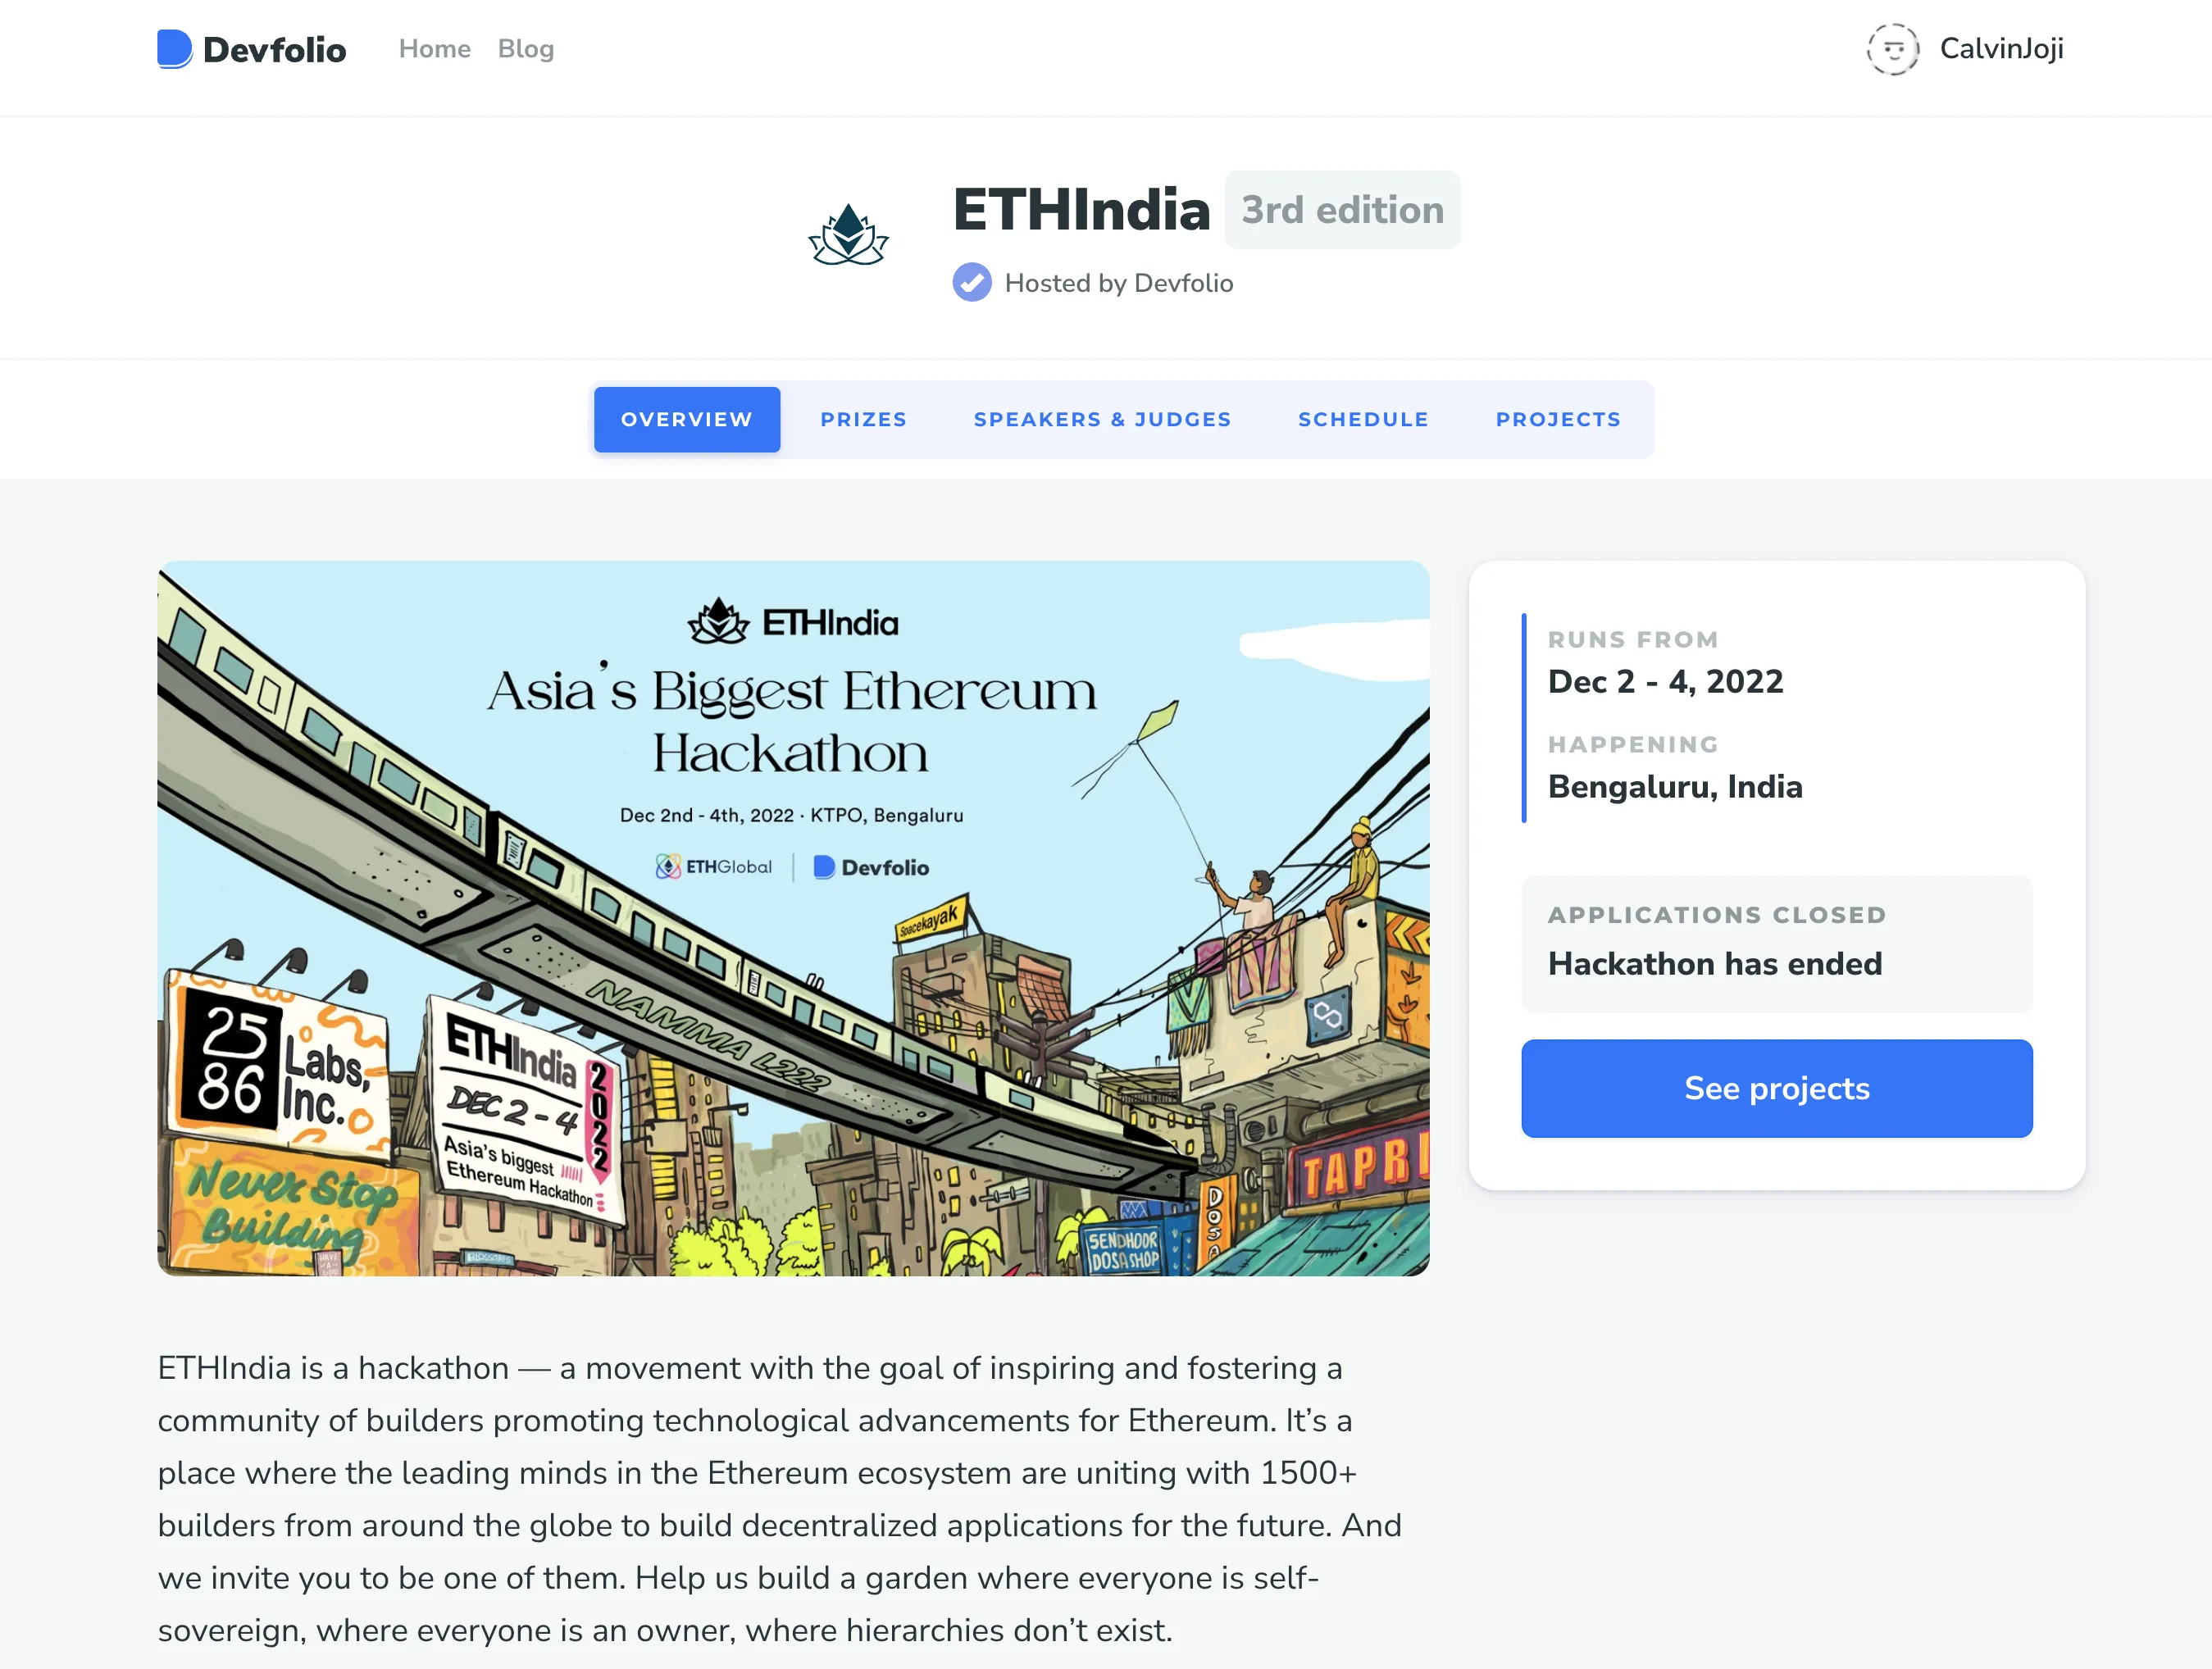 Devfolio
Home
Blog
CalvinJoji
ETHIndia
3rd edition
Hosted by Devfolio
OVERVIEW
PRIZES
SPEAKERS & JUDGES
SCHEDULE
PROJECTS
ETHIndia
Asia's Biggest Ethereum
Hackathon
Dec 2nd - 4th, 2022 · KTPO, Bengaluru
ETHGlobal
Devfolio
Spacekayak
NAMMA L222
25
86
Labs,
Inc.
ETHIndia
DEC 2 - 4
2022
Asia's biggest
Ethereum Hackathon
Never Stop
Building
TAPRI
DOSA
SENDHOOR
DOSA SHOP
RUNS FROM
Dec 2 - 4, 2022
HAPPENING
Bengaluru, India
APPLICATIONS CLOSED
Hackathon has ended
See projects
ETHIndia is a hackathon — a movement with the goal of inspiring and fostering a
community of builders promoting technological advancements for Ethereum. It’s a
place where the leading minds in the Ethereum ecosystem are uniting with 1500+
builders from around the globe to build decentralized applications for the future. And
we invite you to be one of them. Help us build a garden where everyone is self-
sovereign, where everyone is an owner, where hierarchies don’t exist.